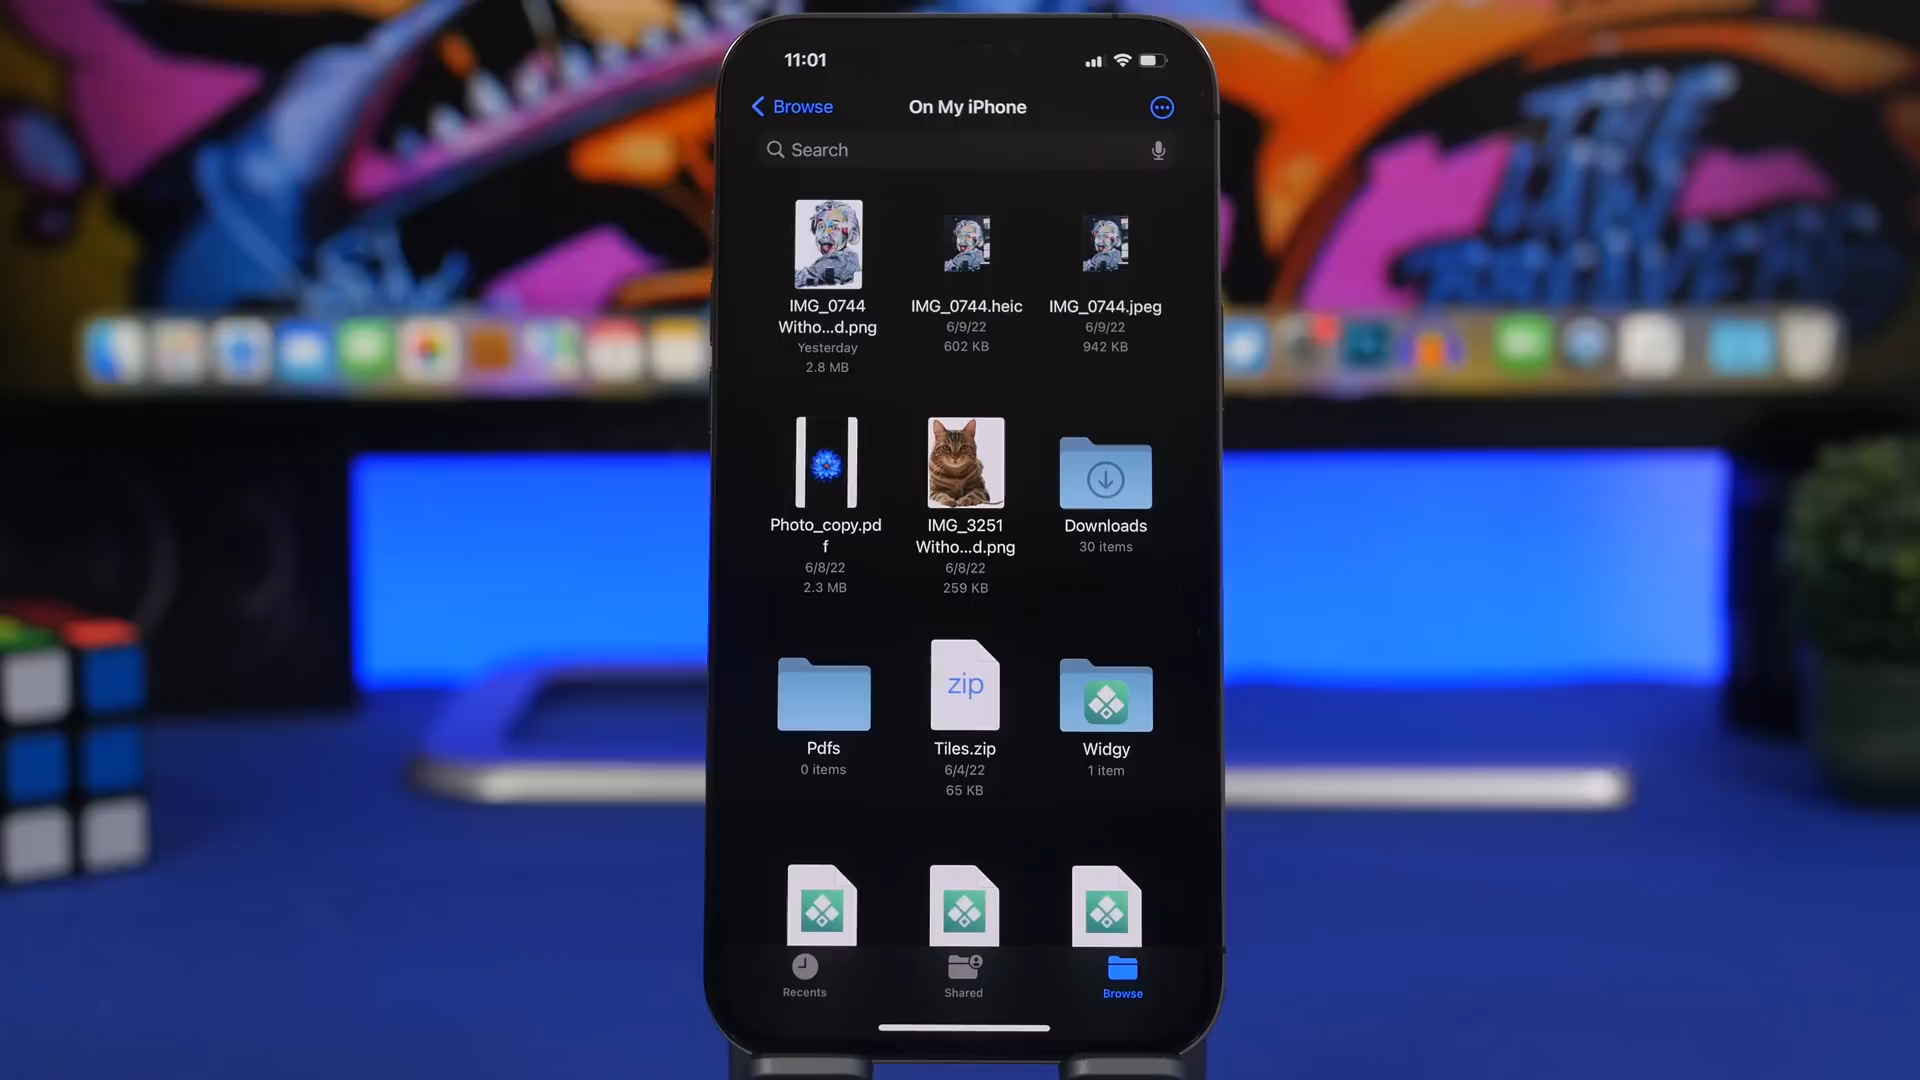 11:01
Browse
On My iPhone
Search
IMG_0744
Witho...d.png
Yesterday
2.8 MB
IMG_0744.heic
6/9/22
602 KB
IMG_0744.jpeg
6/9/22
942 KB
Photo_copy.pd
f
6/8/22
2.3 MB
IMG_3251
Witho...d.png
6/8/22
259 KB
Downloads
30 items
Pdfs
0 items
zip
Tiles.zip
6/4/22
65 KB
Widgy
1 item
Recents
Shared
Browse